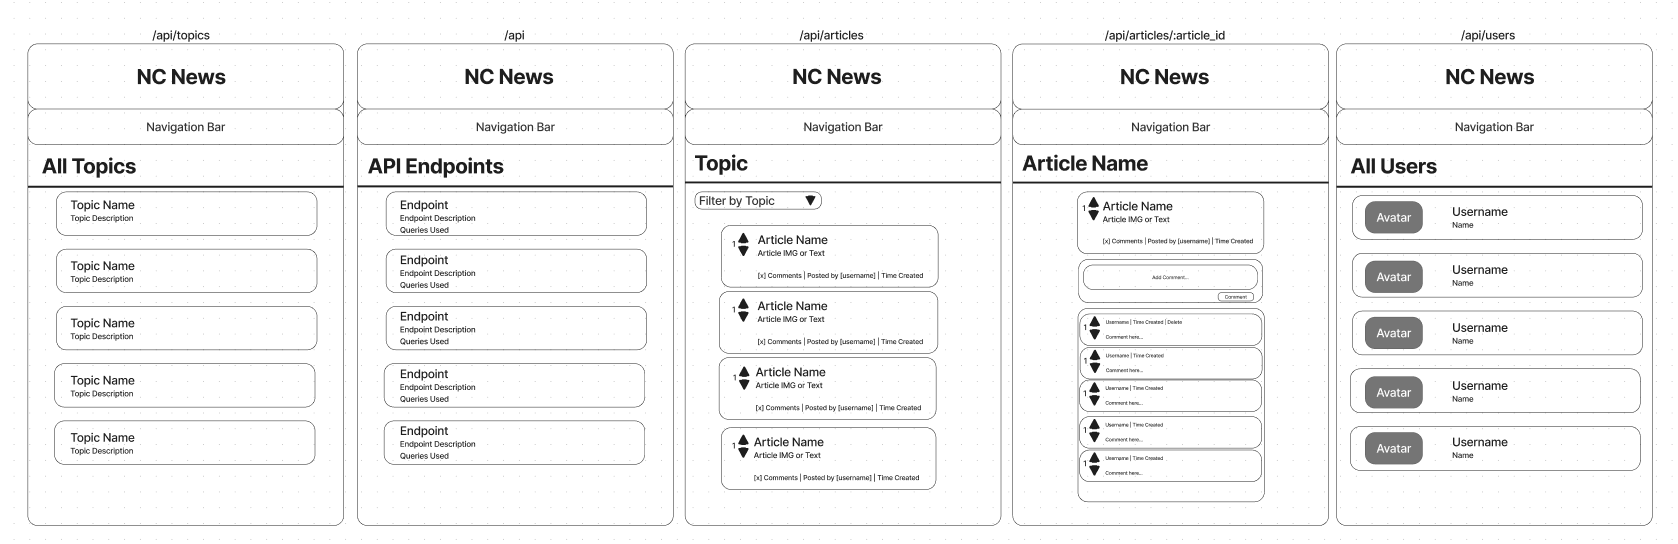 /api/topics
NC News
Navigation Bar
All Topics
Topic Name
Topic Description
Topic Name
Topic Description
Topic Name
Topic Description
Topic Name
Topic Description
Topic Name
Topic Description
/api
NC News
Navigation Bar
API Endpoints
Endpoint
Endpoint Description
Queries Used
Endpoint
Endpoint Description
Queries Used
Endpoint
Endpoint Description
Queries Used
Endpoint
Endpoint Description
Queries Used
Endpoint
Endpoint Description
Queries Used
/api/articles
NC News
Navigation Bar
Topic
Filter by Topic
1 Article Name
Article IMG or Text
[x] Comments | Posted by [username] | Time Created
1 Article Name
Article IMG or Text
[x] Comments | Posted by [username] | Time Created
1 Article Name
Article IMG or Text
[x] Comments | Posted by [username] | Time Created
1 Article Name
Article IMG or Text
[x] Comments | Posted by [username] | Time Created
/api/articles/:article_id
NC News
Navigation Bar
Article Name
1 Article Name
Article IMG or Text
[x] Comments | Posted by [username] | Time Created
Add Comment...
Comment
1 Username | Time Created | Delete
Comment here...
1 Username | Time Created
Comment here...
1 Username | Time Created
Comment here...
1 Username | Time Created
Comment here...
1 Username | Time Created
Comment here...
/api/users
NC News
Navigation Bar
All Users
Avatar Username
Name
Avatar Username
Name
Avatar Username
Name
Avatar Username
Name
Avatar Username
Name